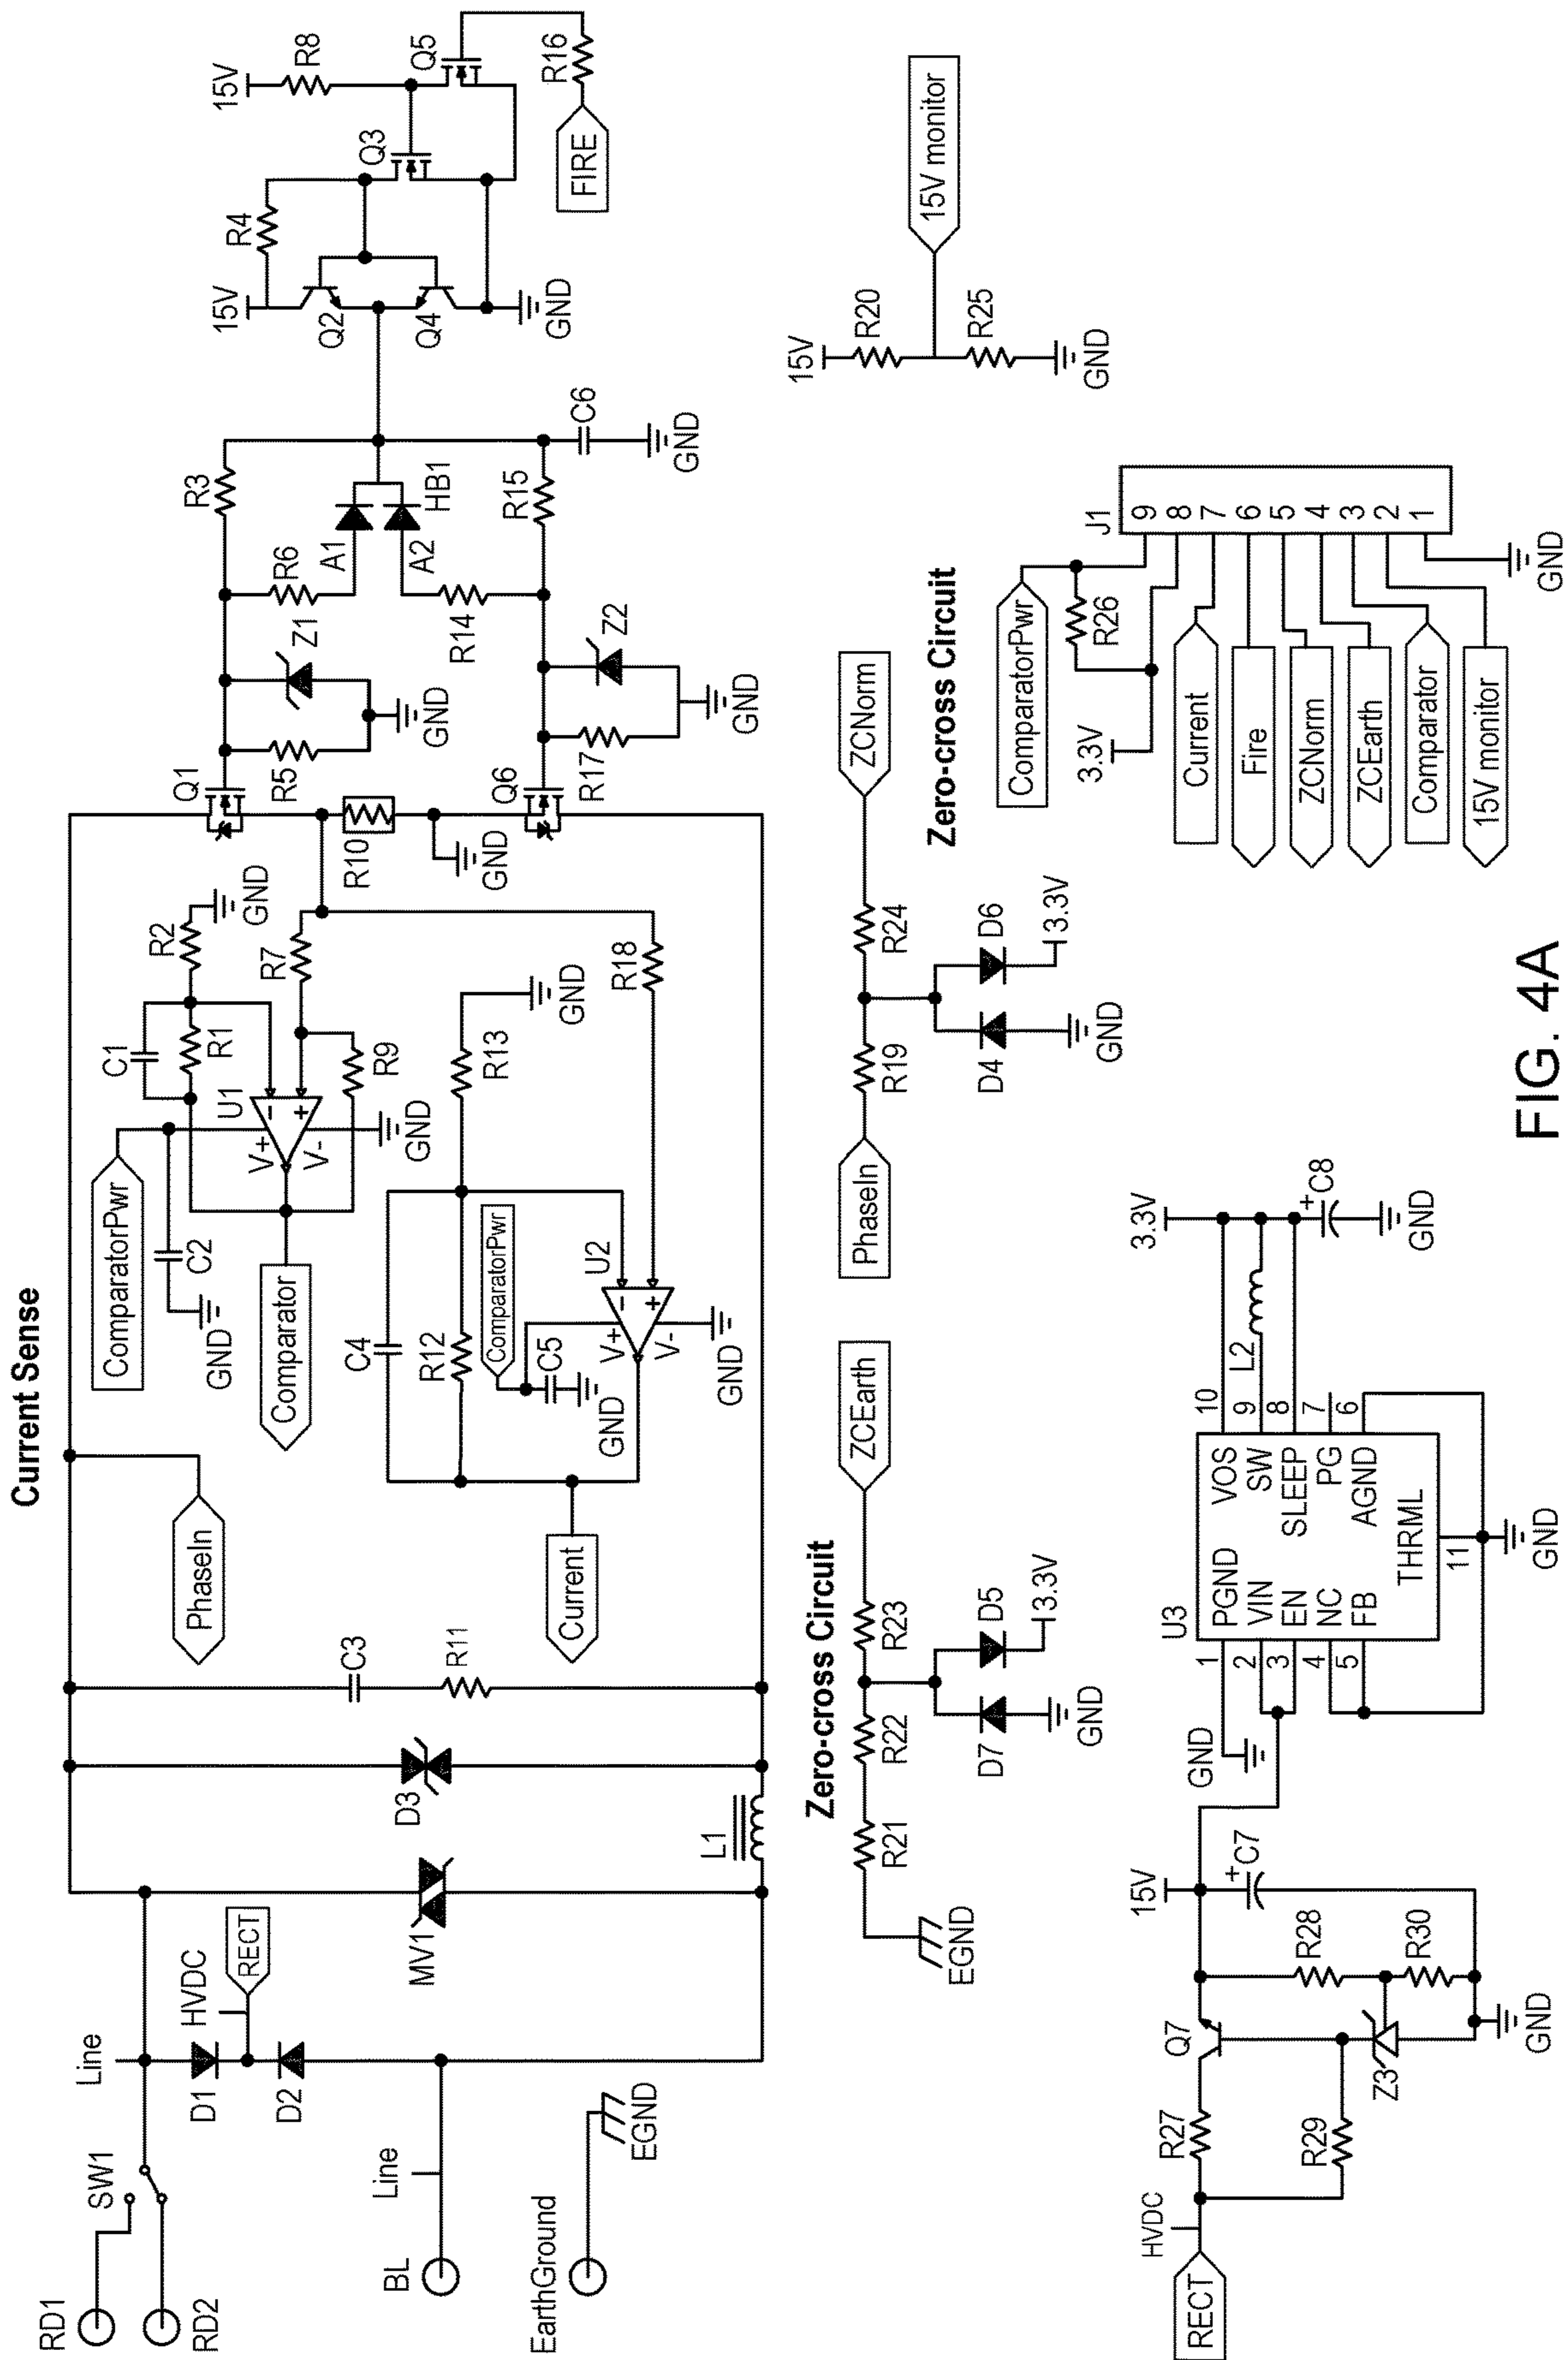 Current Sense
RD1
RD2
SW1
Line
D1
HVDC
RECT
D2
BL
Line
EarthGround
EGND
MV1
L1
D3
C3
R11
PhaseIn
ComparatorPwr
C2
GND
Comparator
V+
V-
U1
- 
+
GND
C1
R1
R2
GND
R7
R9
C4
R12
R13
GND
ComparatorPwr
C5
GND
V+
V-
U2
-
+
GND
R18
Current
Q1
R10
GND
Q6
R5
Z1
GND
R6
A1
R3
HB1
A2
R14
R15
Z2
R17
GND
C6
GND
15V
R4
Q2
Q4
GND
Q3
15V
R8
Q5
R16
FIRE
Zero-cross Circuit
EGND
R21
R22
R23
ZCEarth
D7
D5
GND
3.3V
PhaseIn
R19
R24
ZCNorm
D4
D6
GND
3.3V
Zero-cross Circuit
15V
R20
R25
GND
15V monitor
RECT
HVDC
R27
R29
Q7
Z3
R28
R30
GND
15V
+
C7
GND
U3
1
PGND
2
VIN
3
EN
4
NC
5
FB
VOS
10
SW
9
SLEEP
8
PG
7
AGND
6
THRML
11
GND
L2
3.3V
+
C8
GND
ComparatorPwr
3.3V
R26
J1
9
8
7
6
5
4
3
2
1
Current
Fire
ZCNorm
ZCEarth
Comparator
15V monitor
GND
FIG. 4A